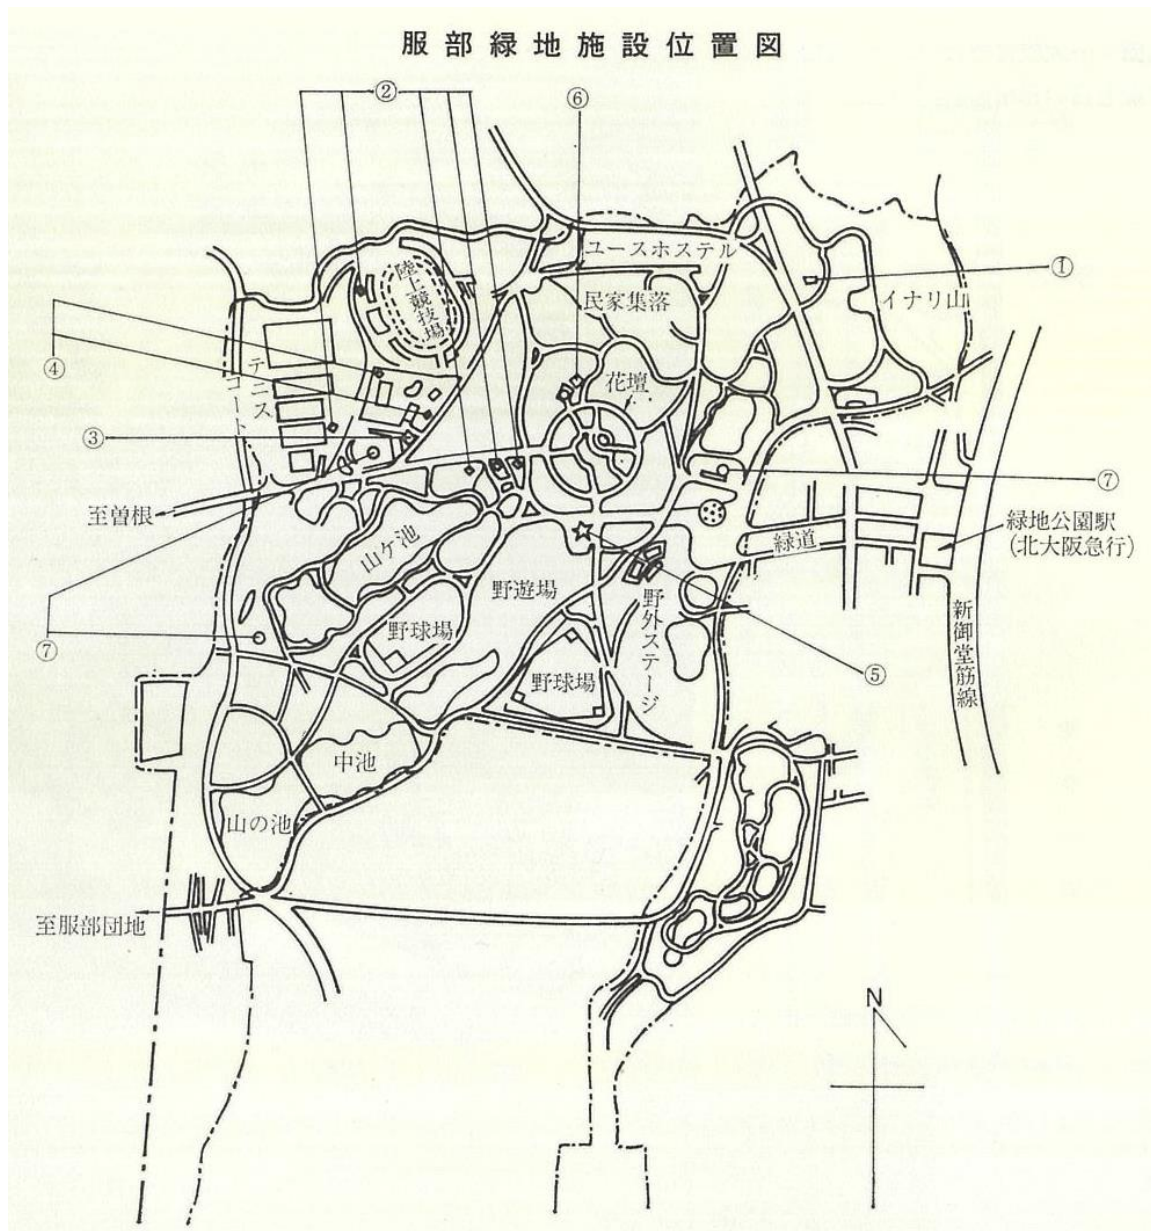 服部緑地施設位置図
②
⑥
ユースホステル
①
陸上競技場
民家集落
イナリ山
④
テニスコート
花壇
③
⑦
至曽根
緑地公園駅
(北大阪急行)
山ケ池
緑道
野遊場
野外ステージ
新御堂筋線
野球場
⑦
⑤
野球場
中池
山の池
至服部団地
N